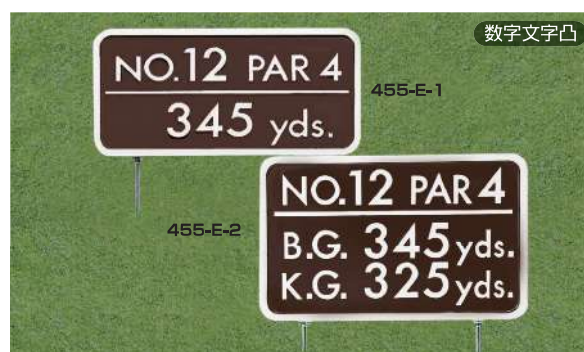 数字文字凸
NO.12 PAR 4
345 yds.
455-E-1
NO.12 PAR 4
B.G. 345 yds.
K.G. 325 yds.
455-E-2